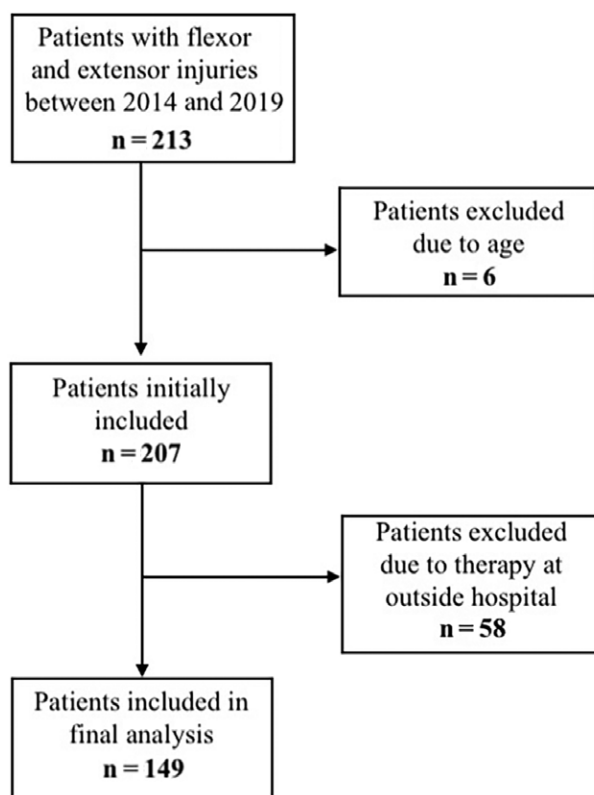 Patients with flexor
and extensor injuries
between 2014 and 2019
n = 213
Patients excluded
due to age
n = 6
Patients initially
included
n = 207
Patients excluded
due to therapy at
outside hospital
n = 58
Patients included in
final analysis
n = 149